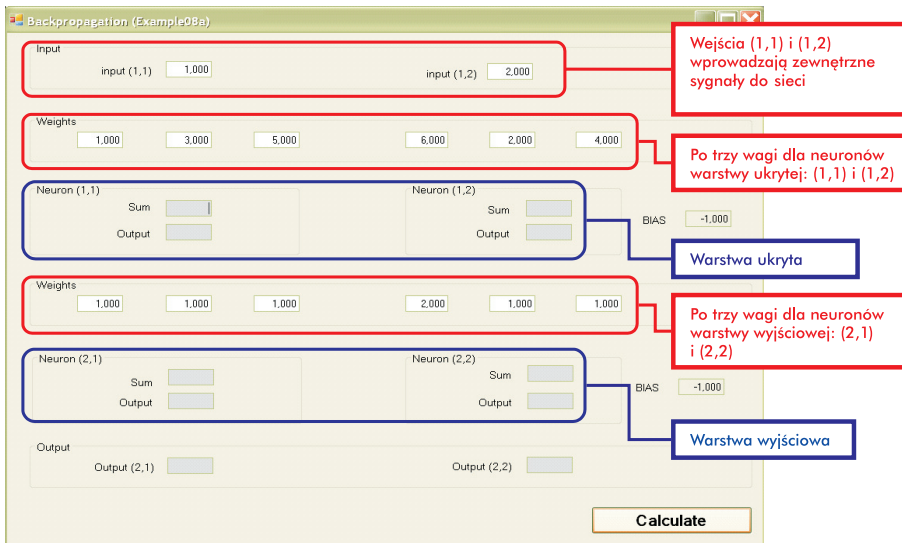 Backpropagation (Example08a)
Input
input (1,1) 1,000 input (1,2) 2,000
Wejścia (1,1) i (1,2)
wprowadzają zewnętrzne
sygnały do sieci
Weights
1,000 3,000 5,000 6,000 2,000 4,000
Po trzy wagi dla neuronów
warstwy ukrytej: (1,1) i (1,2)
Neuron (1,1) Neuron (1,2)
Sum Sum
BIAS -1,000
Output Output
Warstwa ukryta
Weights
1,000 1,000 1,000 2,000 1,000 1,000
Po trzy wagi dla neuronów
warstwy wyjściowej: (2,1)
i (2,2)
Neuron (2,1) Neuron (2,2)
Sum Sum
BIAS -1,000
Output Output
Warstwa wyjściowa
Output
Output (2,1) Output (2,2)
Calculate